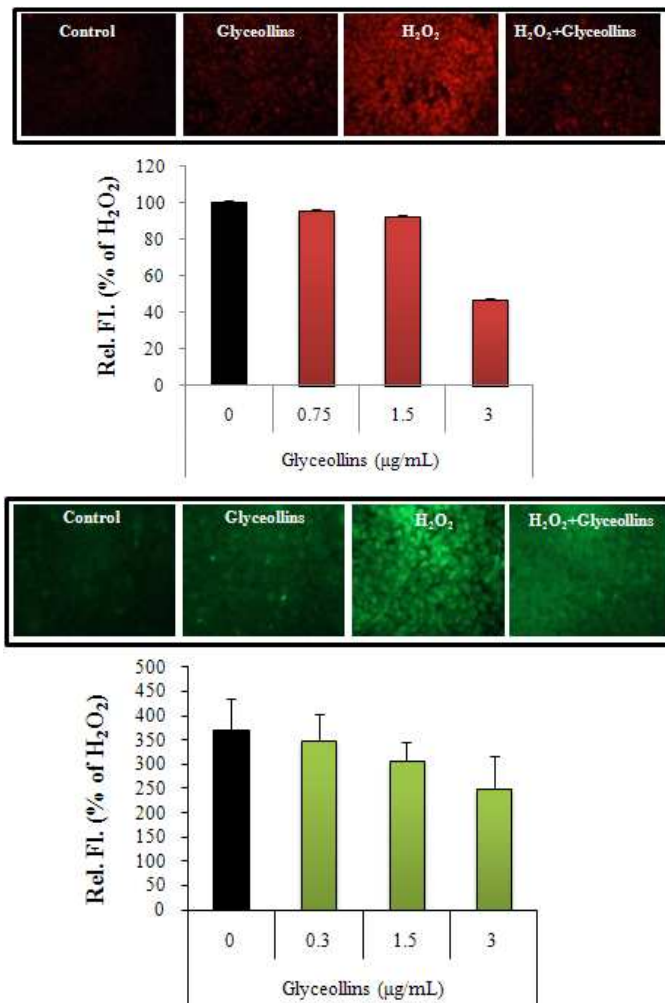 Control Glyceollins H₂O₂ H₂O₂+Glyceollins
Rel. Fl. (% of H₂O₂)
120
100
80
60
40
20
0
0 0.75 1.5 3
Glyceollins (µg/mL)
Control Glyceollins H₂O₂ H₂O₂+Glyceollins
Rel. Fl. (% of H₂O₂)
500
450
400
350
300
250
200
150
100
50
0
0 0.3 1.5 3
Glyceollins (µg/mL)